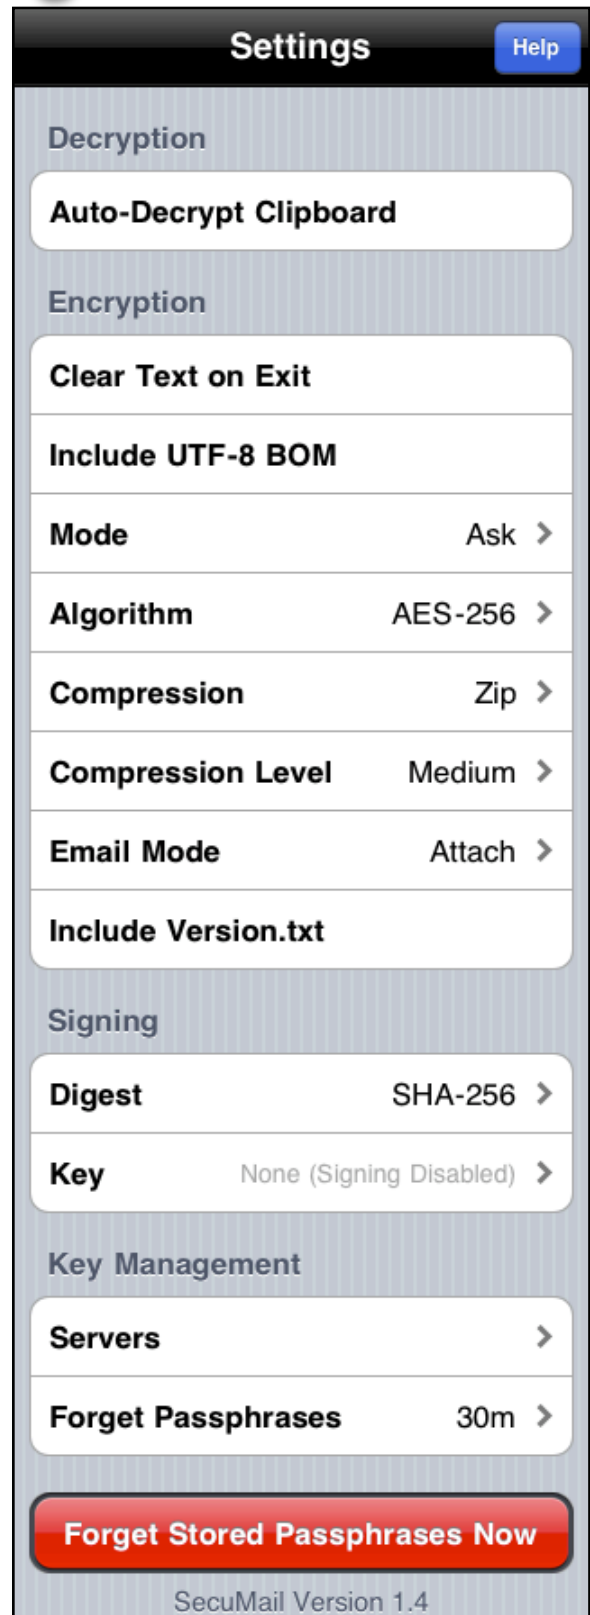 Settings
Help
Decryption
Auto-Decrypt Clipboard
Encryption
Clear Text on Exit
Include UTF-8 BOM
Mode Ask
Algorithm AES-256
Compression Zip
Compression Level Medium
Email Mode Attach
Include Version.txt
Signing
Digest SHA-256
Key None (Signing Disabled)
Key Management
Servers
Forget Passphrases 30m
Forget Stored Passphrases Now
SecuMail Version 1.4